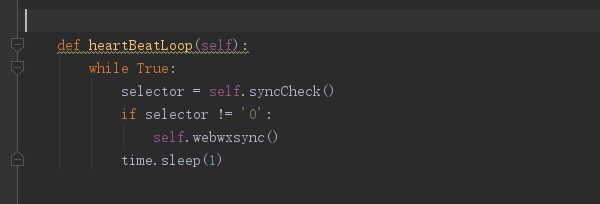 def heartBeatLoop(self):
while True:
selector = self.syncCheck()
if selector != '0':
self.webwxsync()
time.sleep(1)